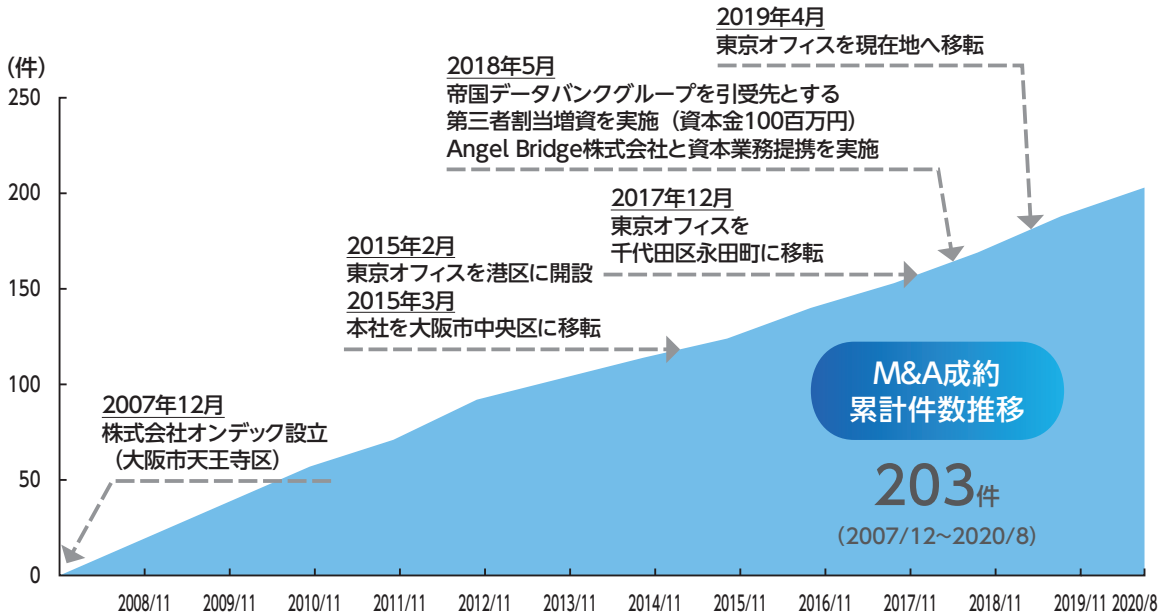 2019年4月
東京オフィスを現在地へ移転
(件)
2018年5月
帝国データバンクグループを引受先とする
第三者割当増資を実施（資本金100百万円）
Angel Bridge株式会社と資本業務提携を実施
2017年12月
東京オフィスを
千代田区永田町に移転
2015年2月
東京オフィスを港区に開設
2015年3月
本社を大阪市中央区に移転
2007年12月
株式会社オンデック設立
（大阪市天王寺区）
M&A成約
累計件数推移
203件
(2007/12~2020/8)
250
200
150
100
50
0
2008/11 2009/11 2010/11 2011/11 2012/11 2013/11 2014/11 2015/11 2016/11 2017/11 2018/11 2019/11 2020/8